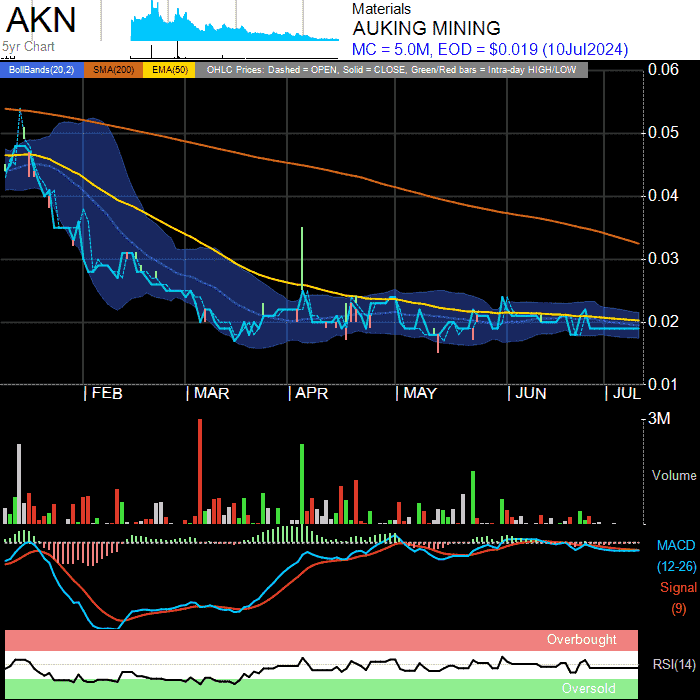 AKN
5yr Chart
Materials
AUKING MINING
MC = 5.0M, EOD = $0.019 (10Jul2024)
BollBands(20,2) SMA(200) EMA(50) OHLC Prices: Dashed = OPEN, Solid = CLOSE, Green/Red bars = Intra-day HIGH/LOW
0.06
0.05
0.04
0.03
0.02
0.01
FEB MAR APR MAY JUN JUL
3M
Volume
MACD
(12-26)
Signal
(9)
Overbought
RSI(14)
Oversold